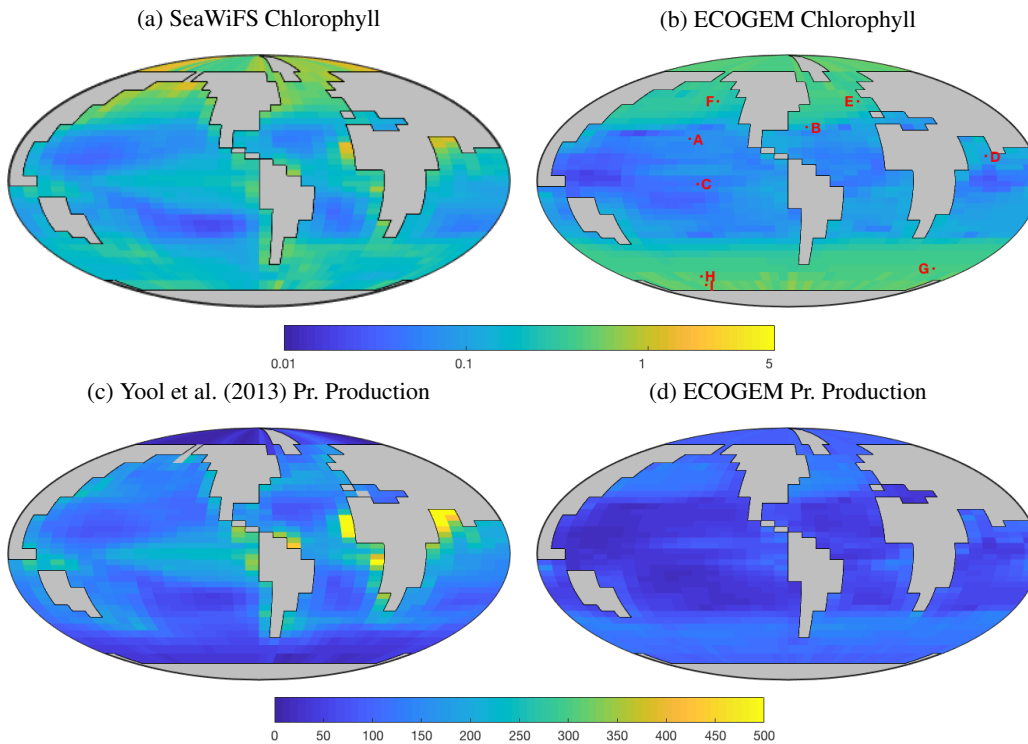 (a) SeaWiFS Chlorophyll
(b) ECOGEM Chlorophyll
F
E
B
A
D
C
G
H
I
0.01
0.1
1
5
(c) Yool et al. (2013) Pr. Production
(d) ECOGEM Pr. Production
0
50
100
150
200
250
300
350
400
450
500